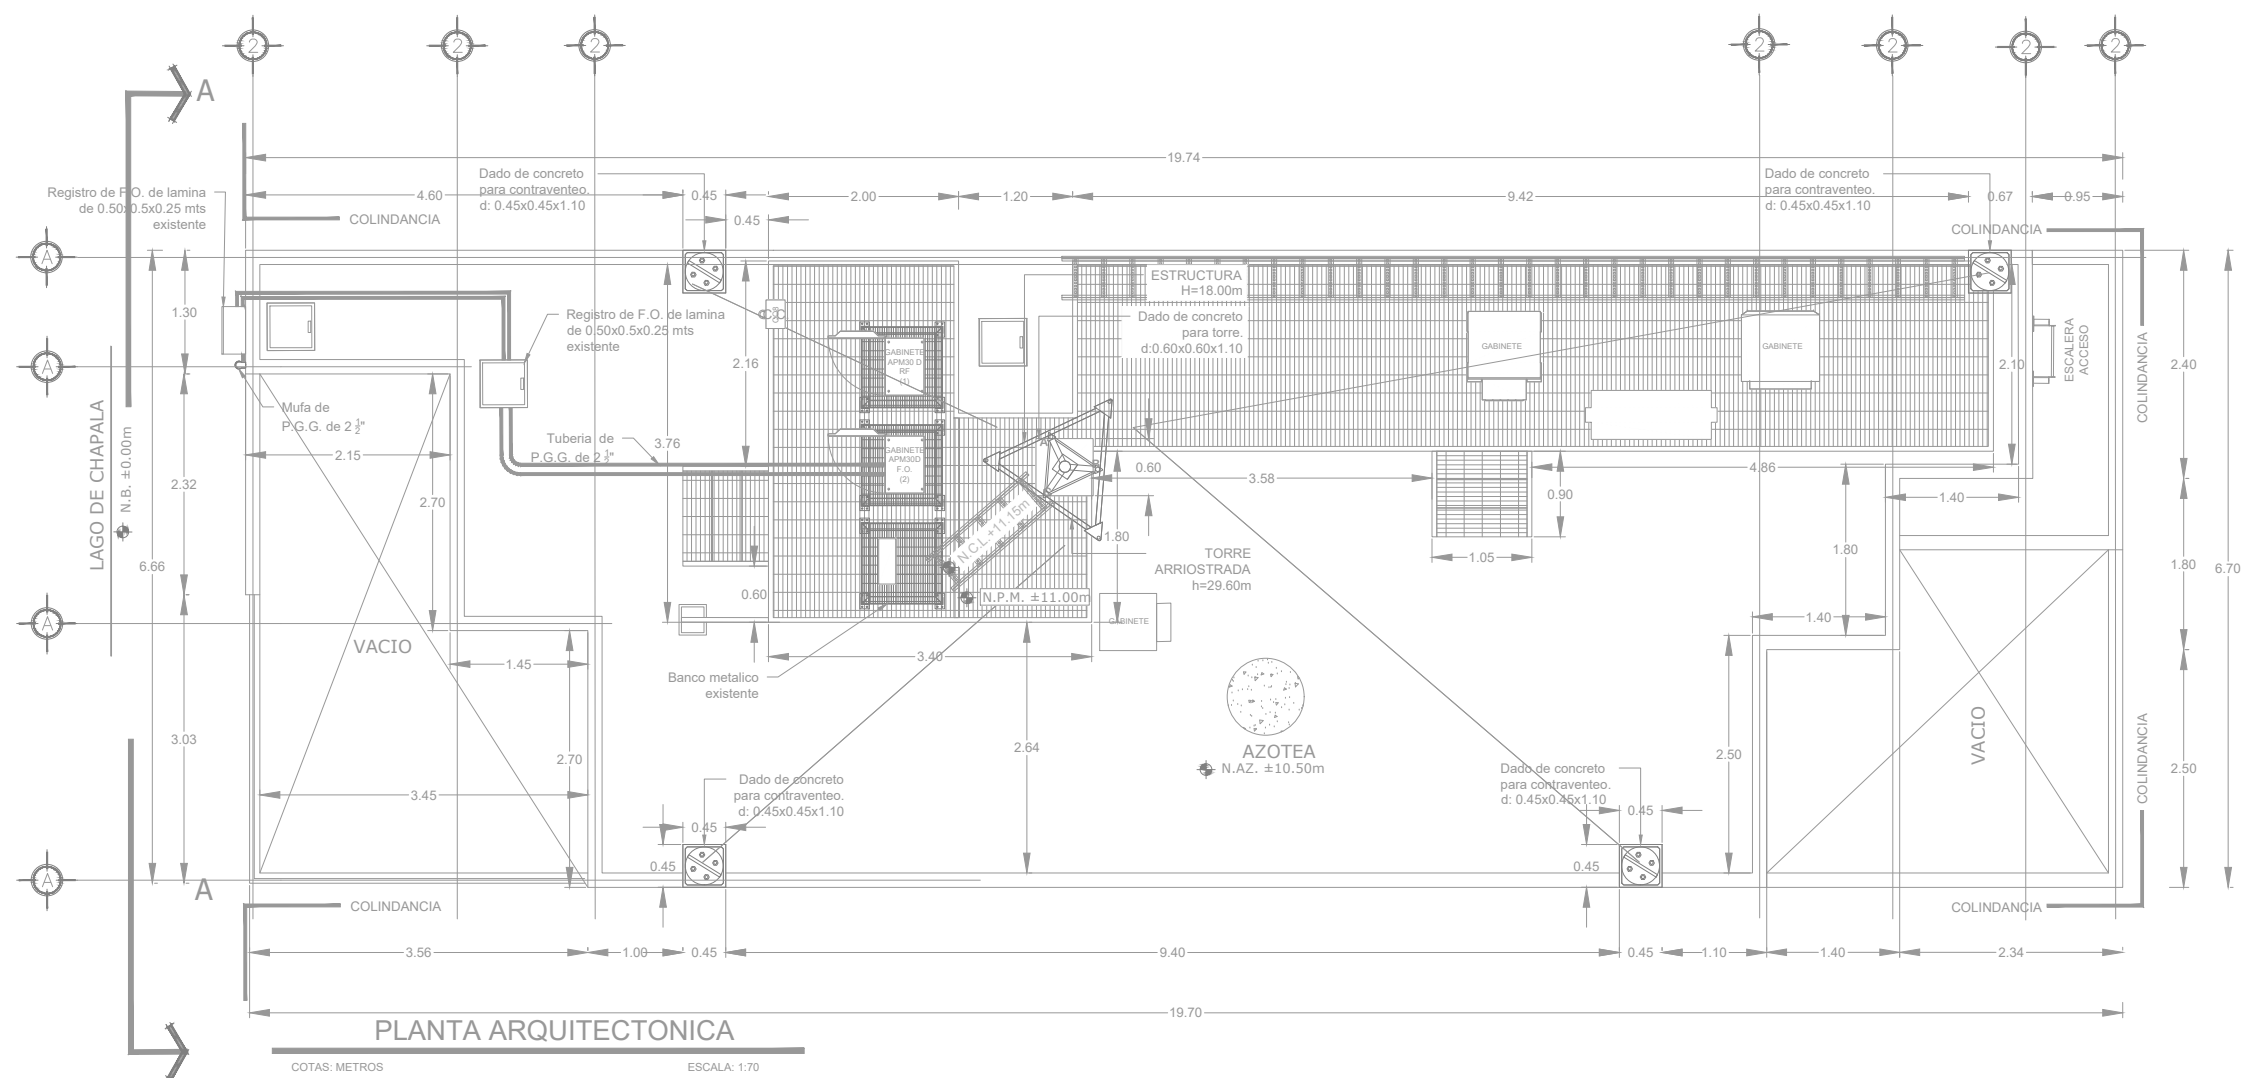 2
2
2
2
2
2
2
A
19.74
Dado de concreto
para contraventeo.
d: 0.45x0.45x1.10
Dado de concreto
para contraventeo.
d: 0.45x0.45x1.10
Registro de F.O. de lamina
de 0.50x0.5x0.25 mts
existente
4.60
0.45
2.00
1.20
9.42
0.67
0.95
COLINDANCIA
0.45
COLINDANCIA
A
ESTRUCTURA
H=18.00m
Dado de concreto
para torre.
d:0.60x0.60x1.10
1.30
Registro de F.O. de lamina
de 0.50x0.5x0.25 mts
existente
2.16
GABINETE
APM30 D
RF
(1)
GABINETE
GABINETE
2.10
ESCALERA
ACCESO
COLINDANCIA
2.40
A
Mufa de
P.G.G. de 2 ½"
2.15
Tuberia de
P.G.G. de 2 ½"
3.76
GABINETE
APM30D
F.O.
(2)
A
0.60
3.58
4.86
0.90
1.40
2.32
2.70
LAGO DE CHAPALA
N.B. ±0.00m
6.66
N.C.L.+11.15m
1.80
TORRE
ARRIOSTRADA
h=29.60m
1.05
1.80
1.80
6.70
0.60
N.P.M. ±11.00m
GABINETE
1.40
A
VACIO
1.45
3.40
Banco metalico
existente
3.03
2.70
2.64
AZOTEA
N.AZ. ±10.50m
2.50
VACIO
COLINDANCIA
2.50
3.45
Dado de concreto
para contraventeo.
d: 0.45x0.45x1.10
Dado de concreto
para contraventeo.
d: 0.45x0.45x1.10
0.45
0.45
0.45
0.45
A
A
COLINDANCIA
COLINDANCIA
3.56
1.00
0.45
9.40
0.45
1.10
1.40
2.34
19.70
PLANTA ARQUITECTONICA
COTAS: METROS
ESCALA: 1:70